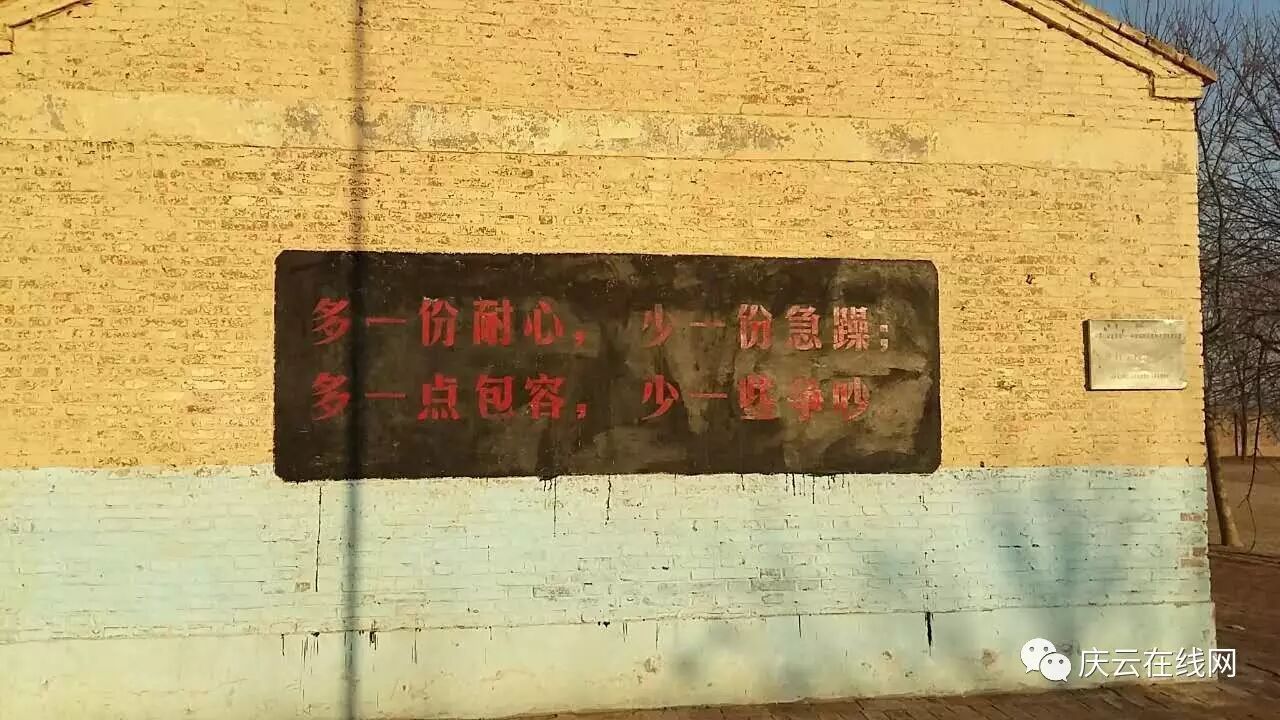 多一份耐心， 少一份急躁；
多一点包容， 少一些争吵
庆云在线网